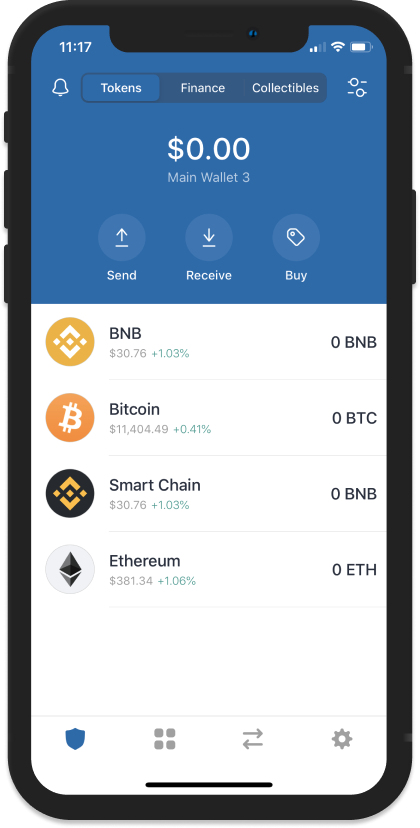 11:17
Tokens Finance Collectibles
$0.00
Main Wallet 3
Send Receive Buy
BNB
$30.76 +1.03%
0 BNB
Bitcoin
$11,404.49 +0.41%
0 BTC
Smart Chain
$30.76 +1.03%
0 BNB
Ethereum
$381.34 +1.06%
0 ETH